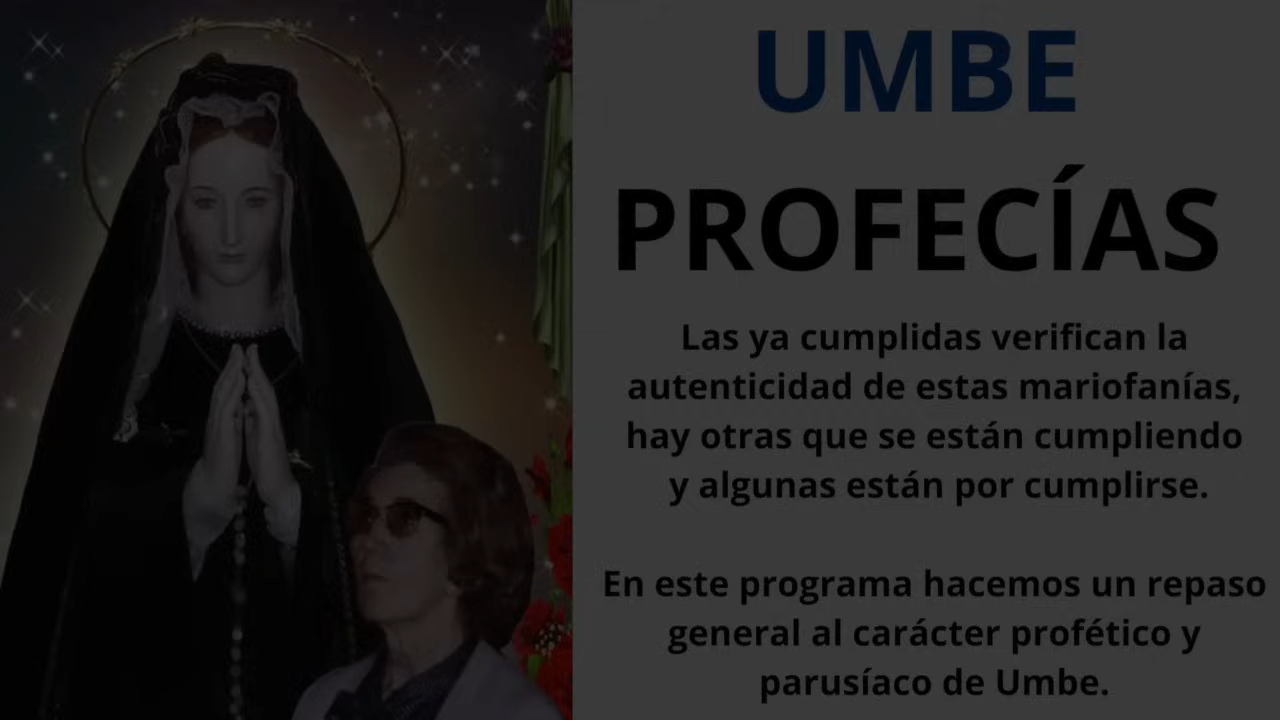 UMBE
PROFECÍAS
Las ya cumplidas verifican la
autenticidad de estas mariofanías,
hay otras que se están cumpliendo
y algunas están por cumplirse.
En este programa hacemos un repaso
general al carácter profético y
parusíaco de Umbe.